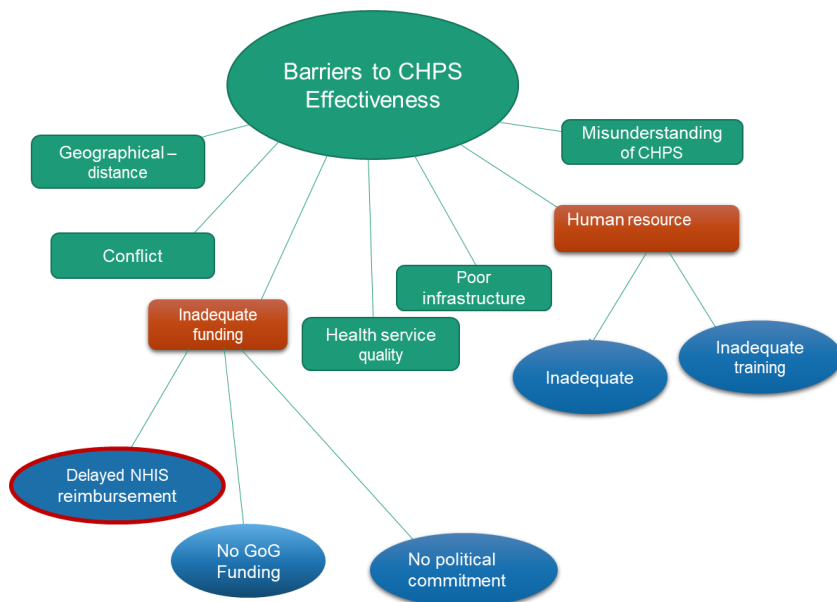 Barriers to CHPS
Effectiveness
Misunderstanding
of CHPS
Geographical –
distance
Human resource
Conflict
Poor
infrastructure
Inadequate
funding
Health service
quality
Inadequate
Inadequate
training
Delayed NHIS
reimbursement
No GoG
Funding
No political
commitment